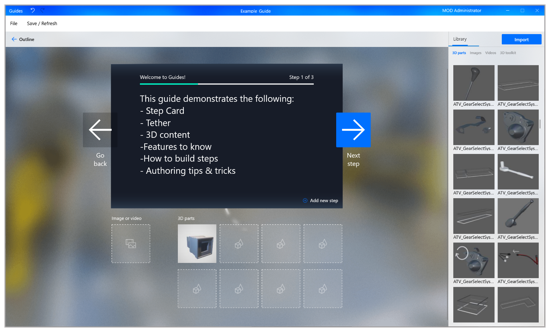 Guides
Example: Guide
MOD Administrator
File
Save / Refresh
Outline
Library
Import
3D parts
Images
Videos
3D toolkit
Welcome to Guides!
Step 1 of 3
This guide demonstrates the following:
- Step Card
- Tether
- 3D content
-Features to know
-How to build steps
- Authoring tips & tricks
Go
back
Next
step
Add new step
Image or video
3D parts
ATV_GearSelectSys...
ATV_GearSelectSys...
ATV_GearSelectSys...
ATV_GearSelectSys...
ATV_GearSelectSys...
ATV_GearSelectSys...
ATV_GearSelectSys...
ATV_GearSelectSys...
ATV_GearSelectSys...
ATV_GearSelectSys...